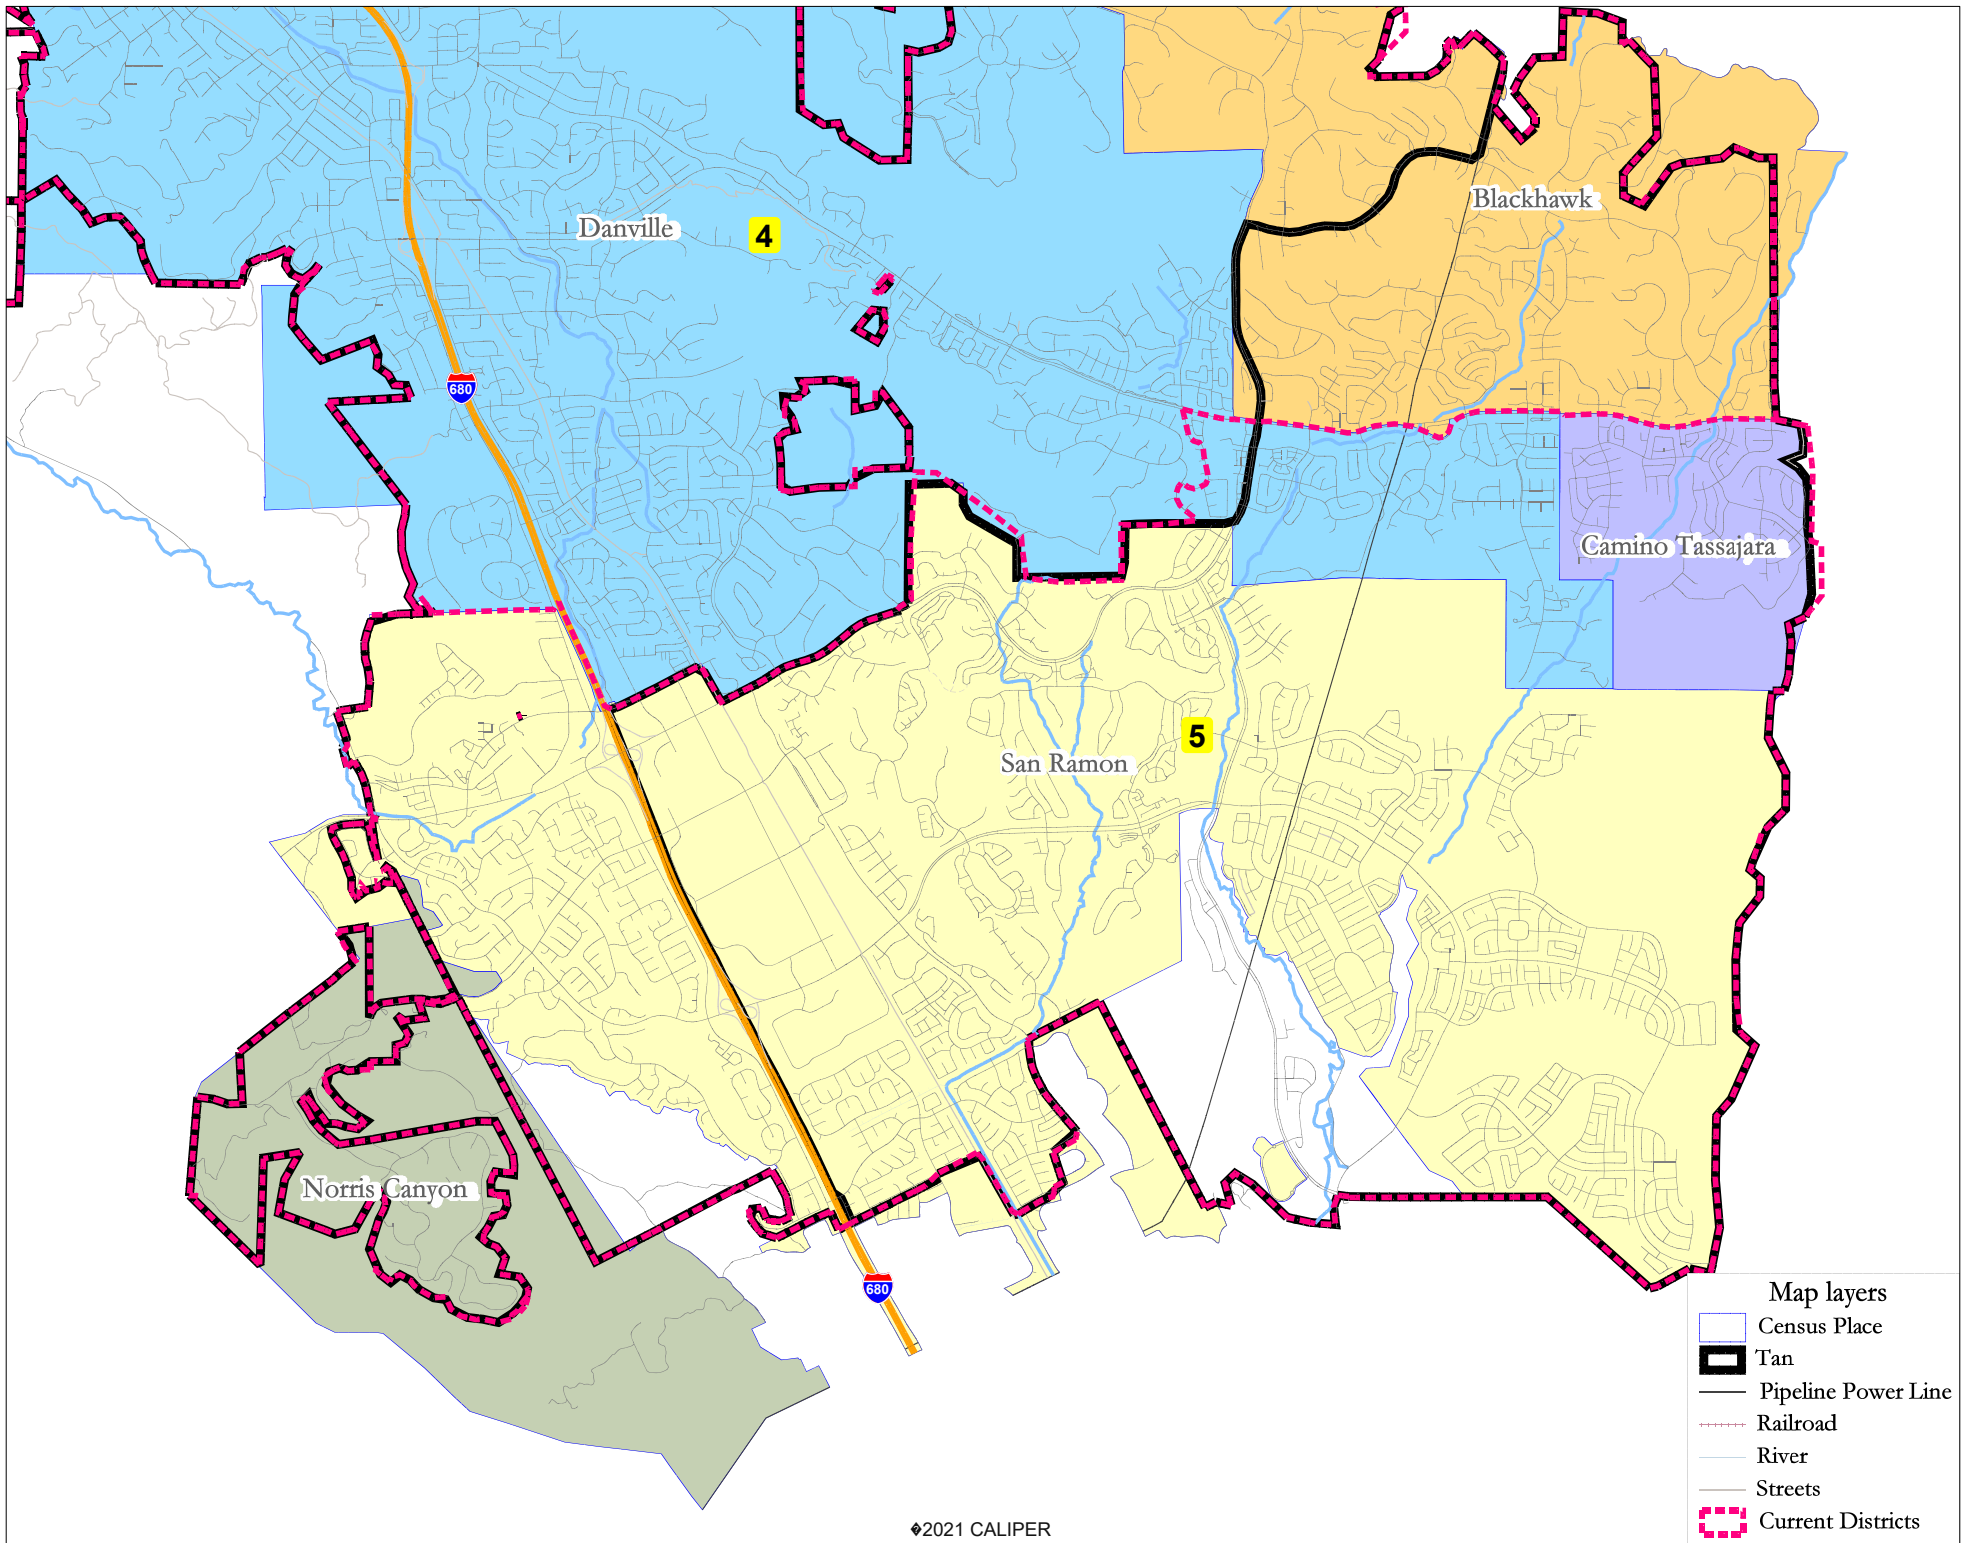 Blackhawk
Danville
4
680
Camino Tassajara
5
San Ramon
Norris Canyon
680
Map layers
Census Place
Tan
Pipeline Power Line
Railroad
River
Streets
Current Districts
�2021 CALIPER